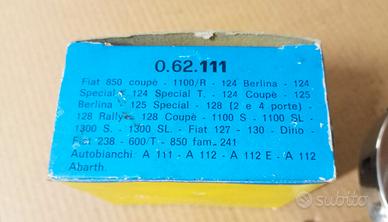 0.62.111
Fiat 850 coupè - 1100/R - 124 Berlina - 124
Special - 124 Special T. - 124 Coupè - 125
Berlina - 125 Special - 128 (2 e 4 porte) -
128 Rally - 128 Coupè - 1100 S - 1100 SL -
1300 S. - 1300 SL. - Fiat 127 - 130 - Dino -
Fiat 238 - 600/T - 850 fam. - 241
Autobianchi: A 111 - A 112 - A 112 E - A 112
Abarth.
subito